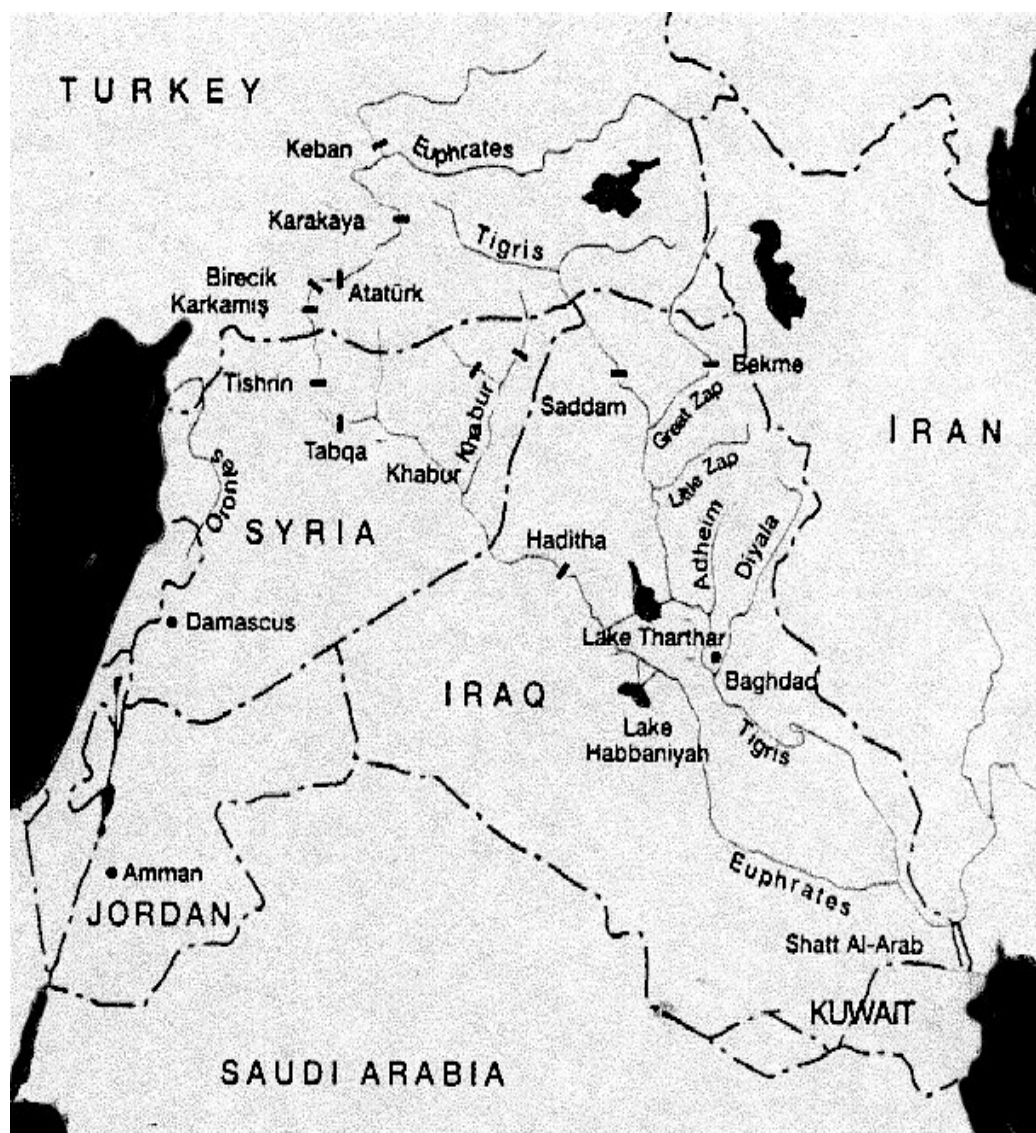 TURKEY
Keban
Euphrates
Karakaya
Tigris
Birecik
Karkamış
Atatürk
Tishrin
Tabqa
Khabur
Khabur
Saddam
Bekme
Great Zap
Little Zap
IRAN
Orontes
SYRIA
Haditha
Adheim
Diyala
Damascus
Lake Tharthar
Baghdad
IRAQ
Lake
Habbaniyah
Tigris
Amman
JORDAN
Euphrates
Shatt Al-Arab
KUWAIT
SAUDI ARABIA